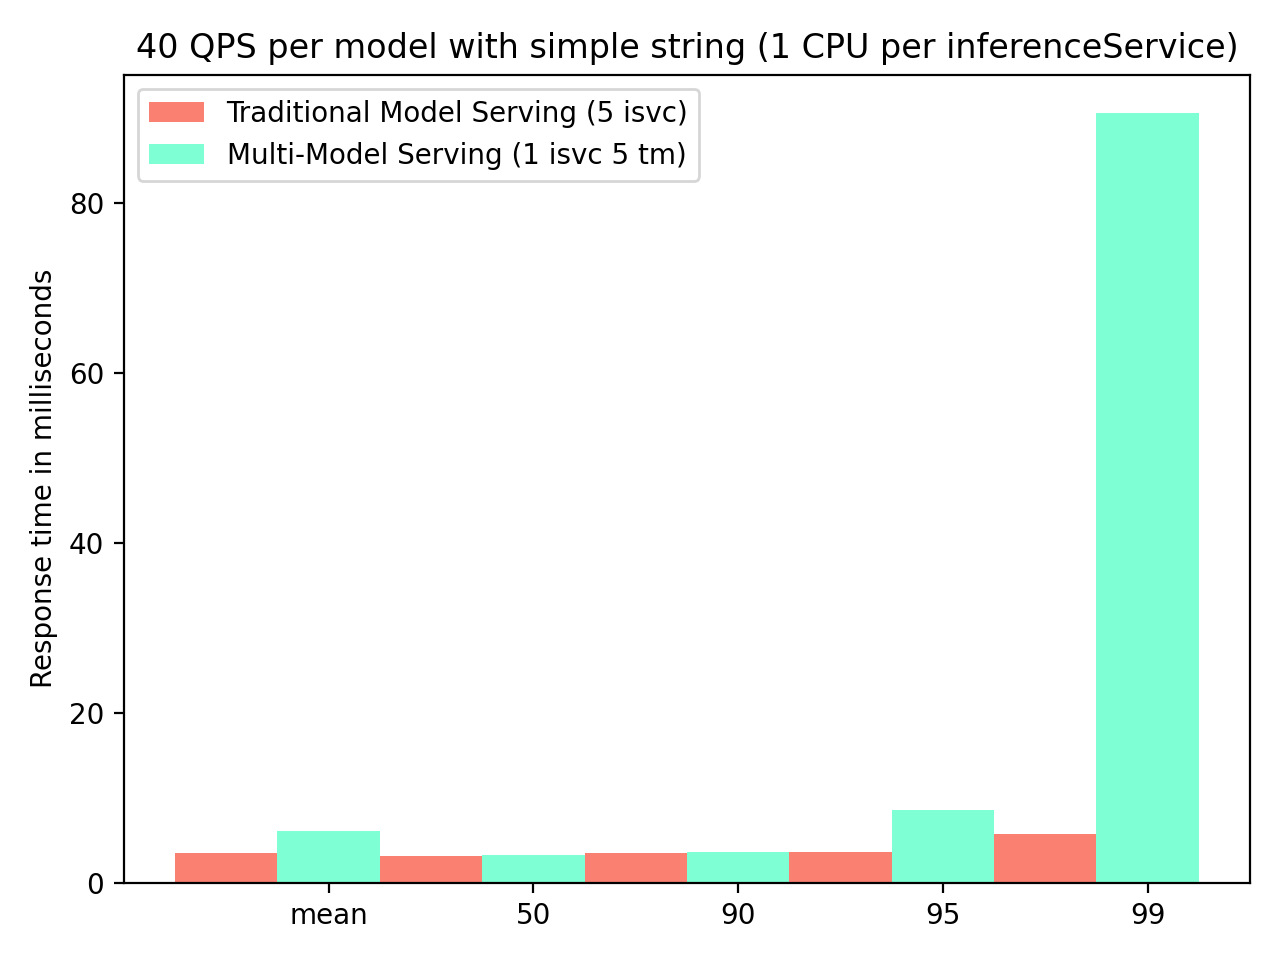 40 QPS per model with simple string (1 CPU per inferenceService)
Traditional Model Serving (5 isvc)
Multi-Model Serving (1 isvc 5 tm)
Response time in milliseconds
80
60
40
20
0
mean 50 90 95 99